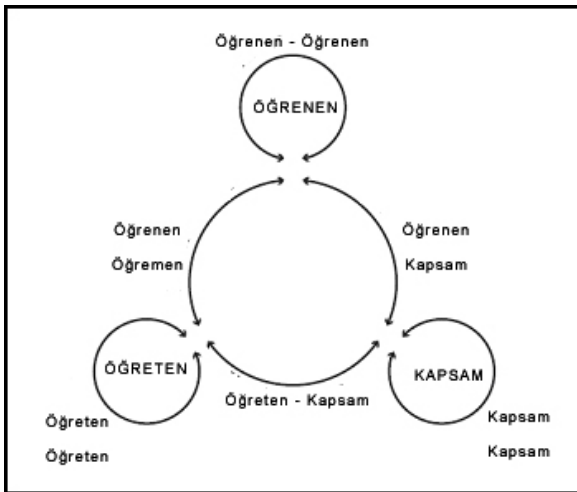 Öğrenen - Öğrenen
ÖĞRENEN
Öğrenen
Öğremen
Öğrenen
Kapsam
ÖĞRETEN
KAPSAM
Öğreten - Kapsam
Öğreten
Öğreten
Kapsam
Kapsam